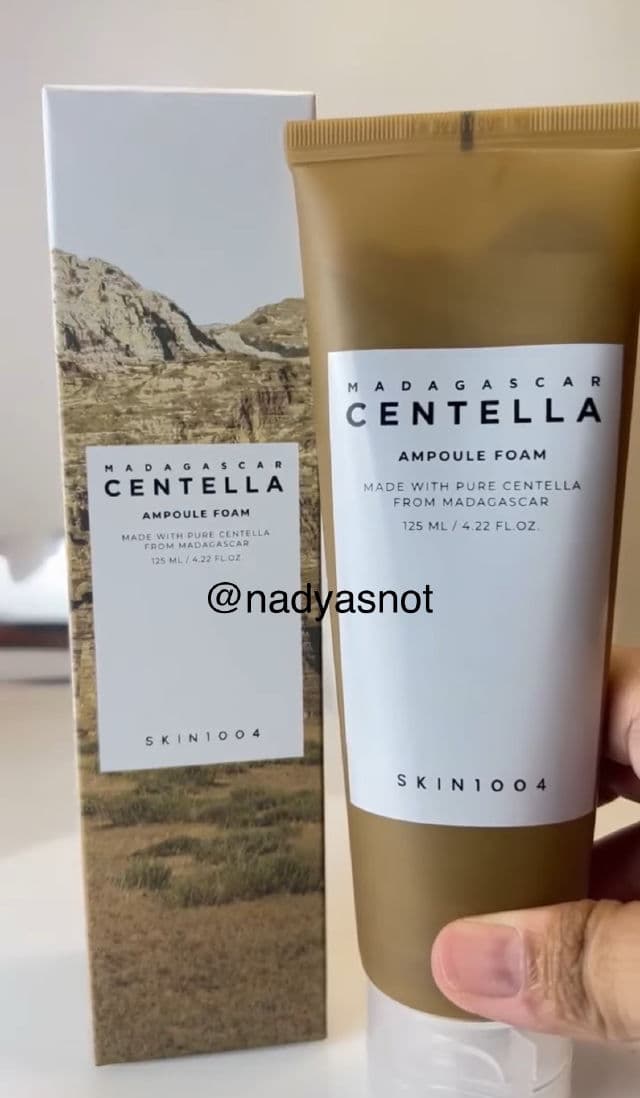 MADAGASCAR
CENTELLA
AMPOULE FOAM
MADE WITH PURE CENTELLA
FROM MADAGASCAR
125 ML / 4.22 FL.OZ.
SKIN1004
MADAGASCAR
CENTELLA
AMPOULE FOAM
MADE WITH PURE CENTELLA
FROM MADAGASCAR
125 ML / 4.22 FL.OZ.
SKIN1004
@nadyasnot